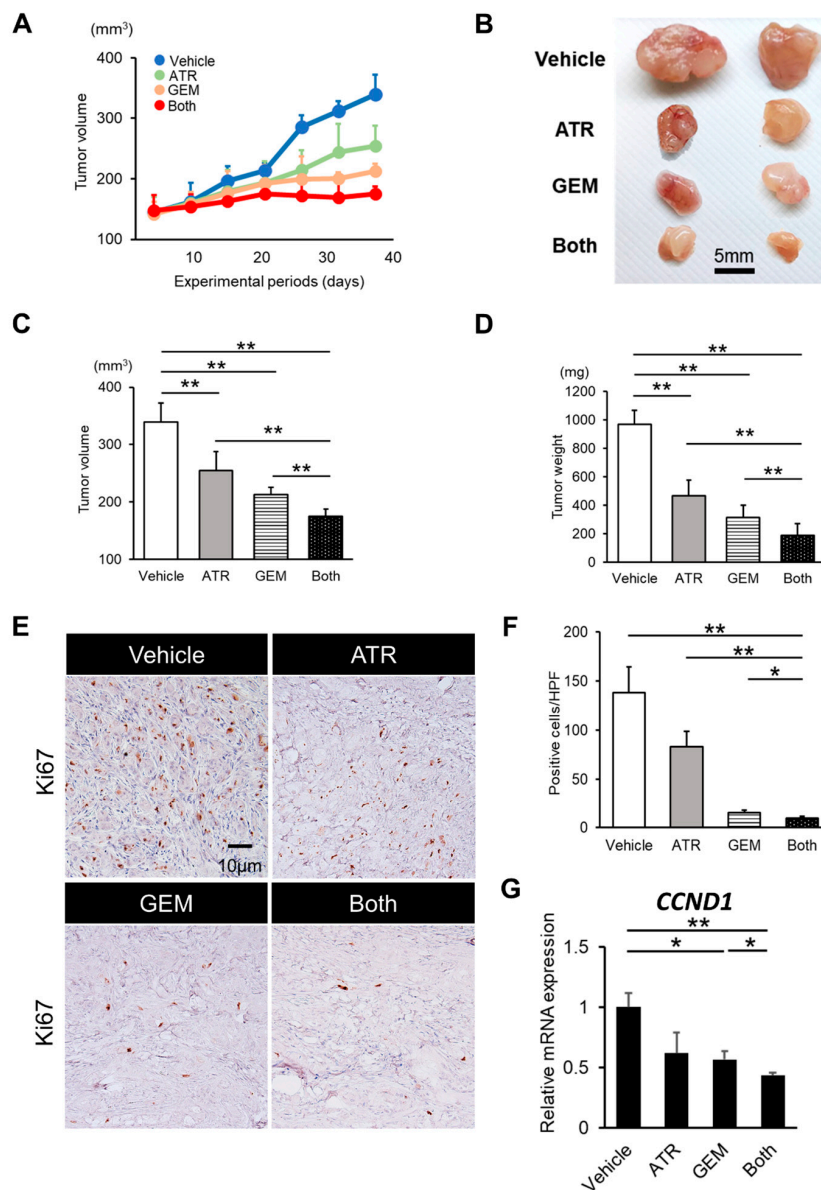 A
(mm³)
Tumor volume
400
300
200
100
Vehicle
ATR
GEM
Both
10
20
30
40
Experimental periods (days)
B
Vehicle
ATR
GEM
Both
5mm
C
(mm³)
Tumor volume
400
300
200
100
**
**
**
**
**
Vehicle ATR GEM Both
D
(mg)
Tumor weight
1200
1000
800
600
400
200
0
**
**
**
**
**
Vehicle ATR GEM Both
E
Vehicle
ATR
Ki67
10μm
GEM
Both
Ki67
F
Positive cells/HPF
200
150
100
50
0
**
**
*
Vehicle ATR GEM Both
G
CCND1
Relative mRNA expression
1.5
1
0.5
0
**
*
*
Vehicle
ATR
GEM
Both